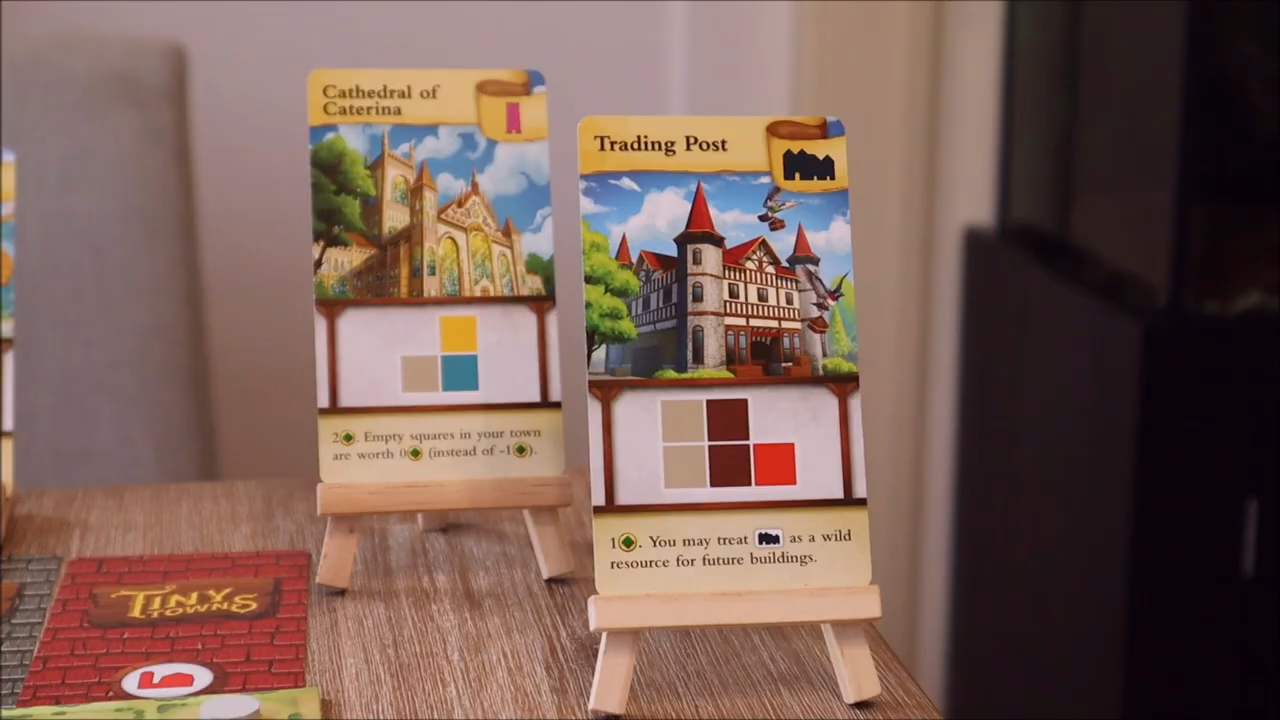 Cathedral of
Caterina
2. Empty squares in your town
are worth 0 (instead of -1).
Trading Post
1. You may treat as a wild
resource for future buildings.
TINY
TOWNS